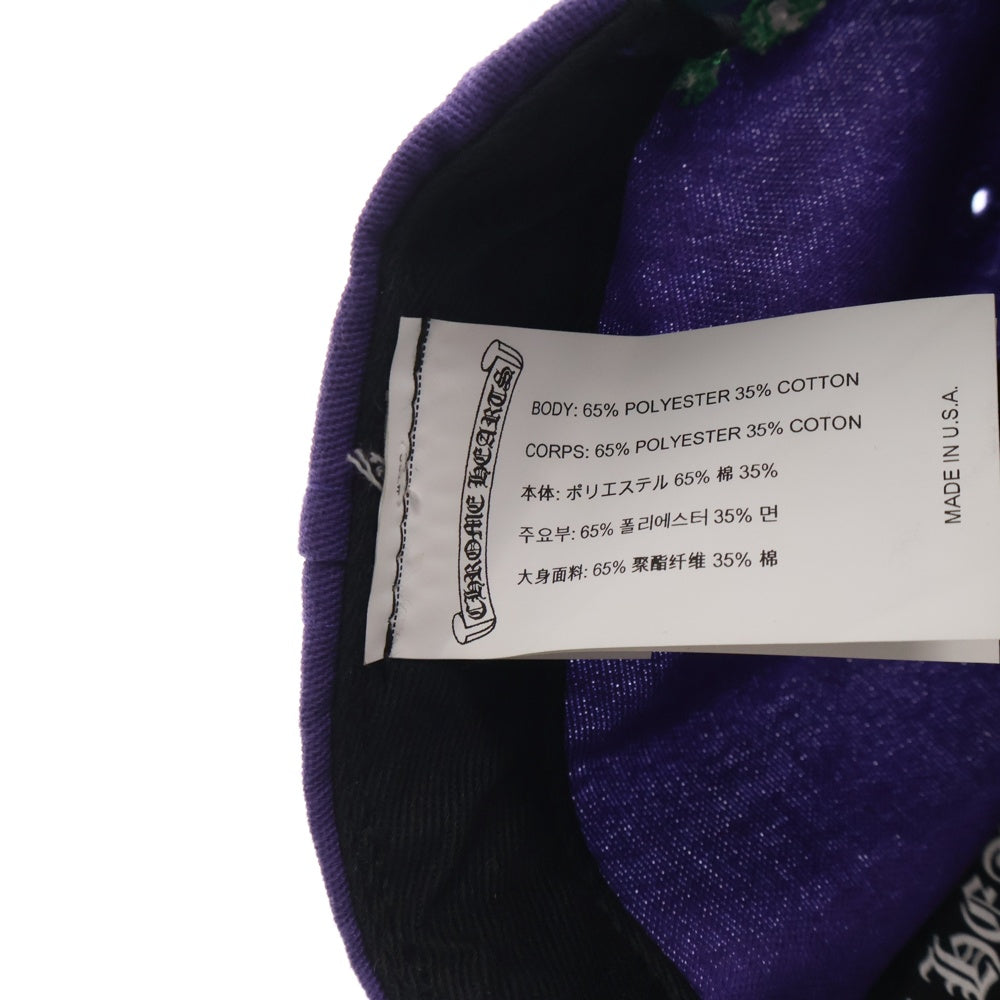 CHROME HEARTS
BODY: 65% POLYESTER 35% COTTON
CORPS: 65% POLYESTER 35% COTON
本体: ポリエステル 65% 棉 35%
주요부: 65% 폴리에스터 35% 면
大身面料: 65% 聚酯纤维 35% 棉
MADE IN U.S.A.